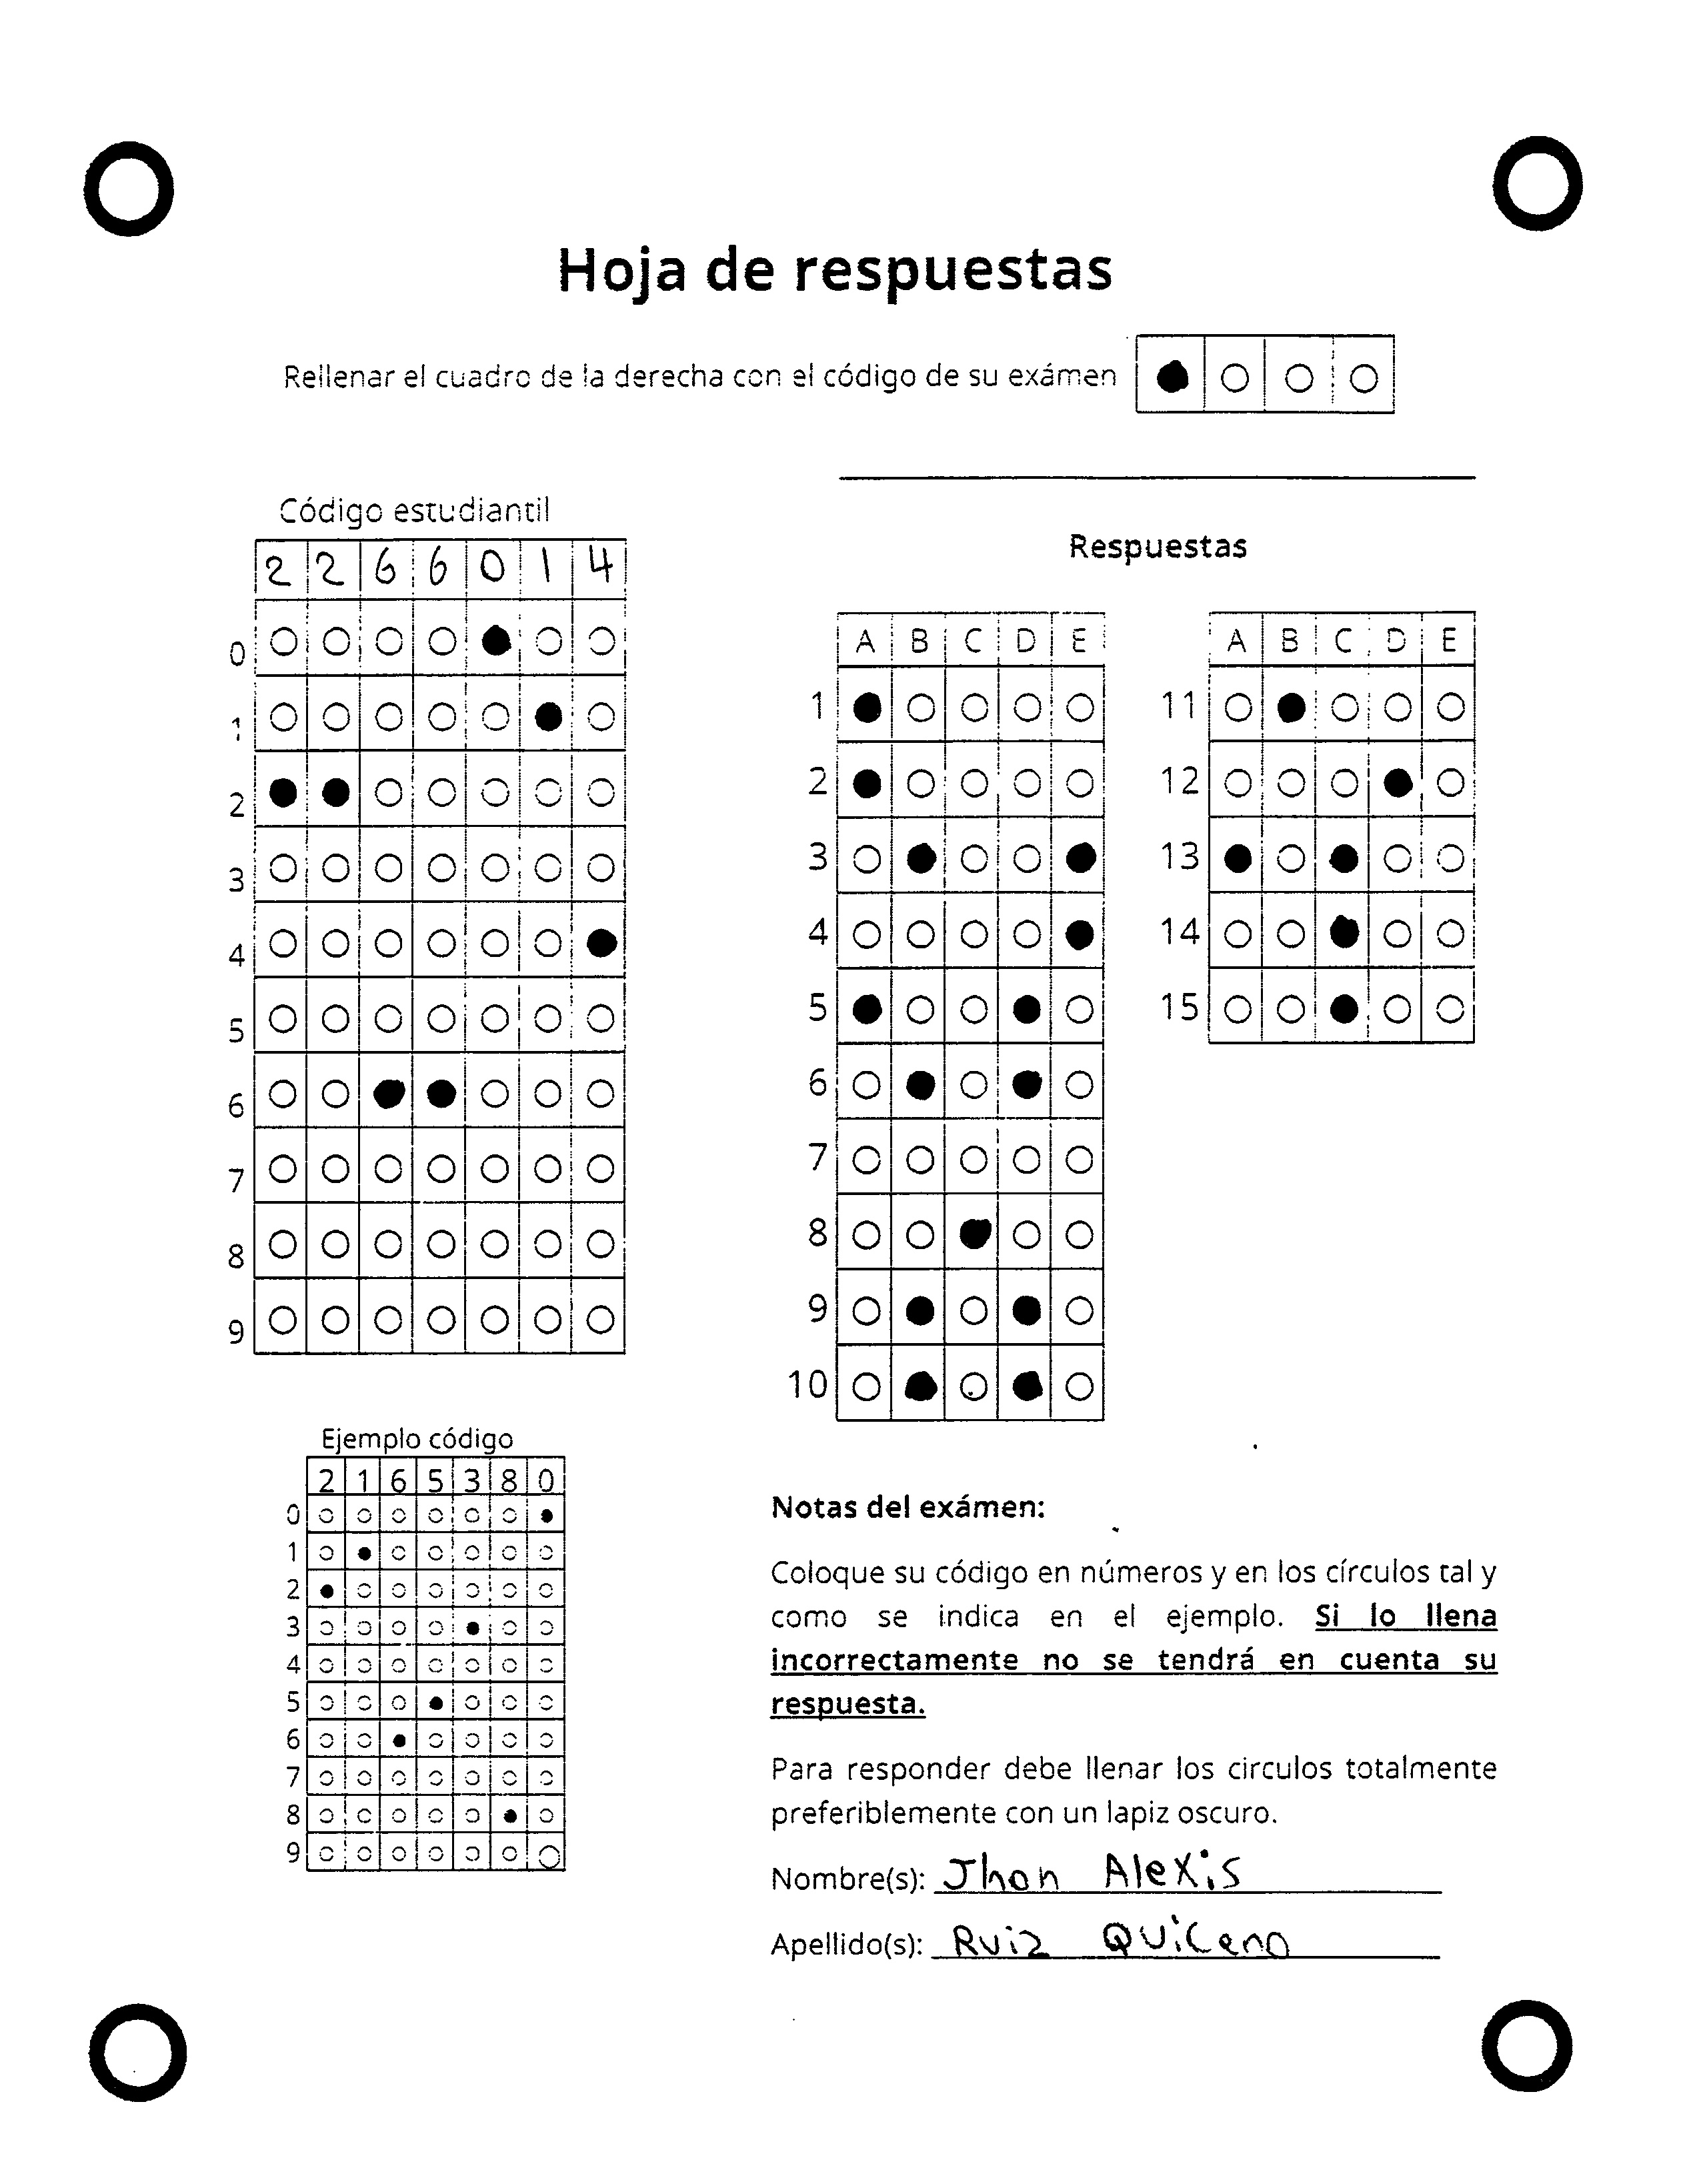 Hoja de respuestas
Rellenar el cuadro de la derecha con el código de su exámen
Código estudiantil
2 2 6 6 0 1 4
0
1
2
3
4
5
6
7
8
9
Respuestas
A B C D E
1
2
3
4
5
6
7
8
9
10
A B C D E
11
12
13
14
15
Ejemplo código
2 1 6 5 3 8 0
0
1
2
3
4
5
6
7
8
9
Notas del exámen:
Coloque su código en números y en los círculos tal y
como se indica en el ejemplo. Si lo llena
incorrectamente no se tendrá en cuenta su
respuesta.
Para responder debe llenar los circulos totalmente
preferiblemente con un lapiz oscuro.
Nombre(s): Jhon Alexis
Apellido(s): Ruiz Quiceno